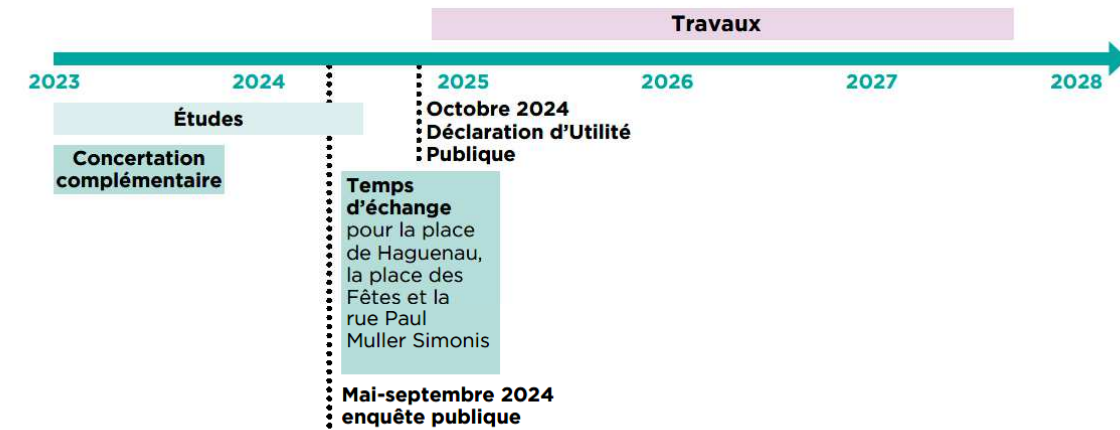 Travaux
2023 2024 2025 2026 2027 2028
Études
Octobre 2024
Déclaration d'Utilité
Publique
Concertation
complémentaire
Temps
d'échange
pour la place
de Haguenau,
la place des
Fêtes et la
rue Paul
Muller Simonis
Mai-septembre 2024
enquête publique